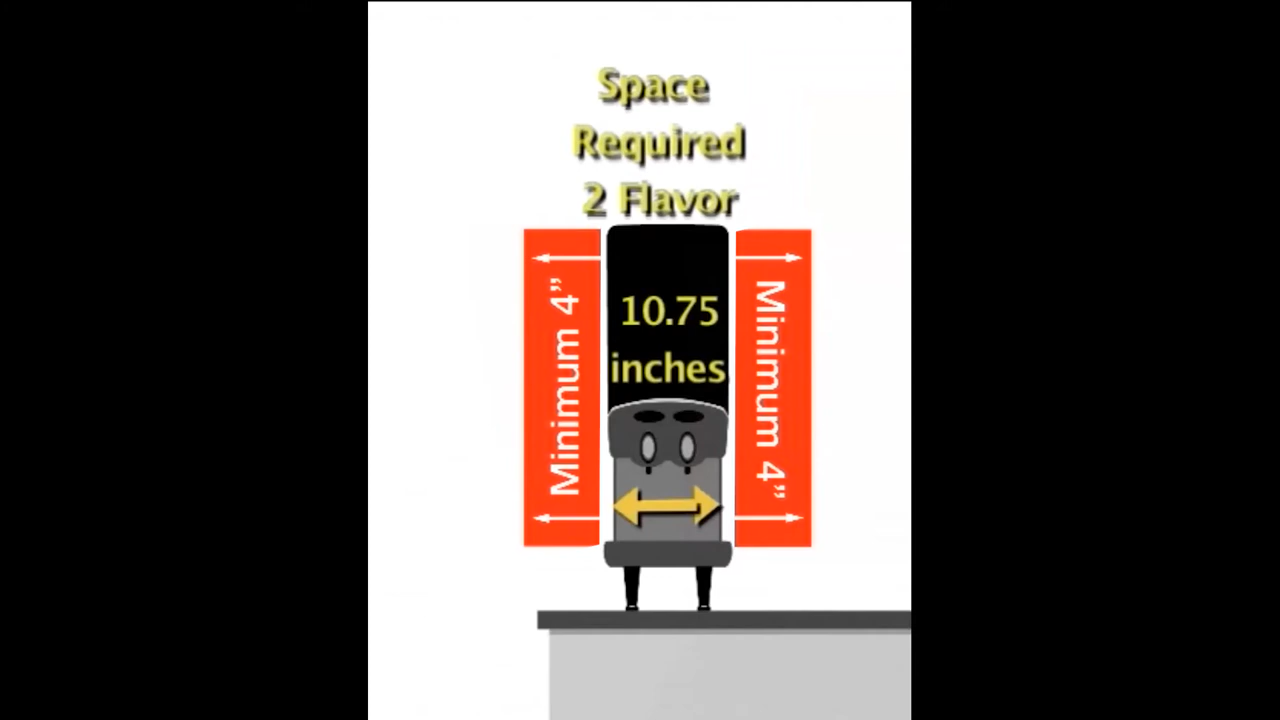 Space
Required
2 Flavor
10.75
inches
Minimum 4”
Minimum 4”